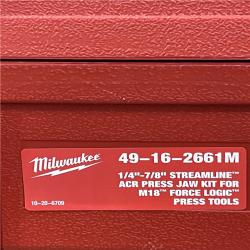 Milwaukee
49-16-2661M
1/4"-7/8" STREAMLINE™
ACR PRESS JAW KIT FOR
M18™ FORCE LOGIC™
PRESS TOOLS
10-20-6709